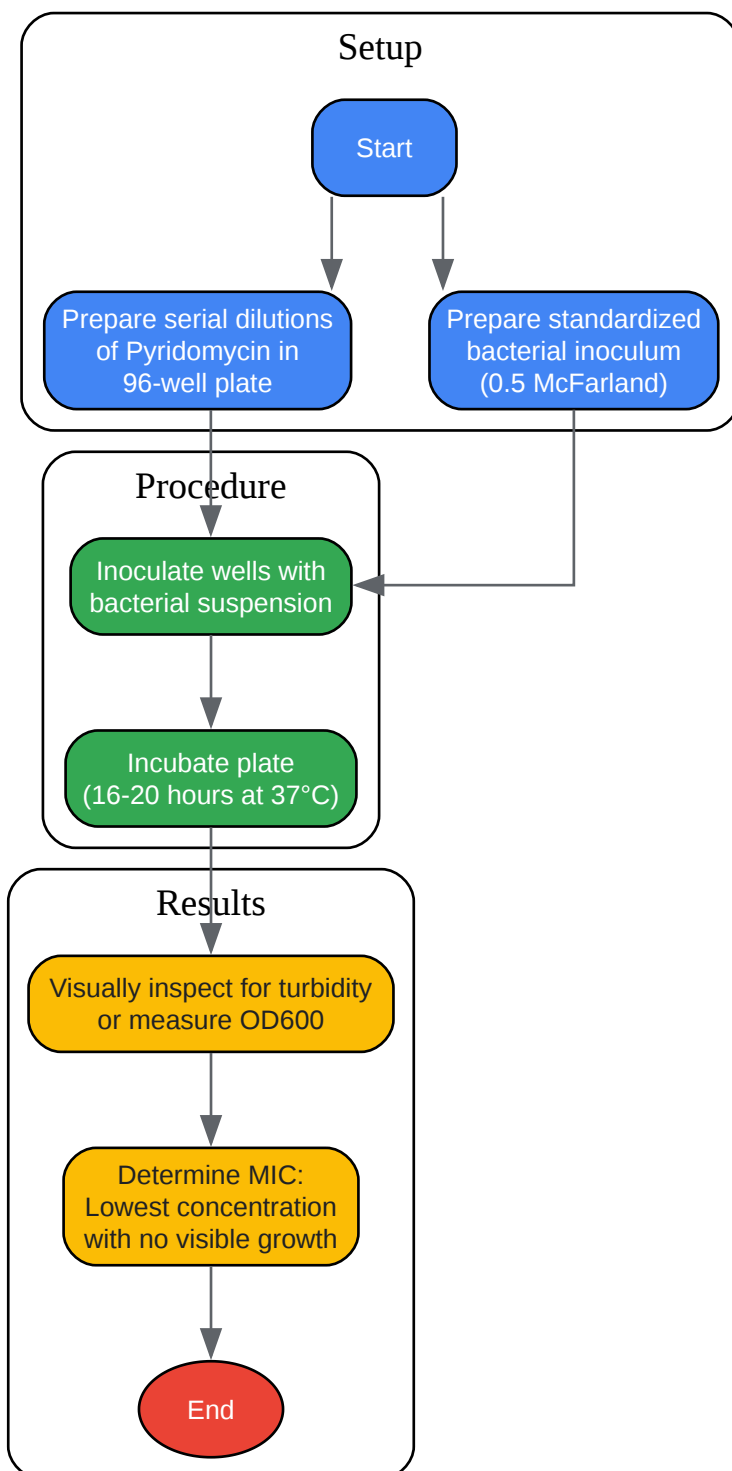 Setup
Start
Prepare serial dilutions
of Pyridomycin in
96-well plate
Prepare standardized
bacterial inoculum
(0.5 McFarland)
Procedure
Inoculate wells with
bacterial suspension
Incubate plate
(16-20 hours at 37°C)
Results
Visually inspect for turbidity
or measure OD600
Determine MIC:
Lowest concentration
with no visible growth
End